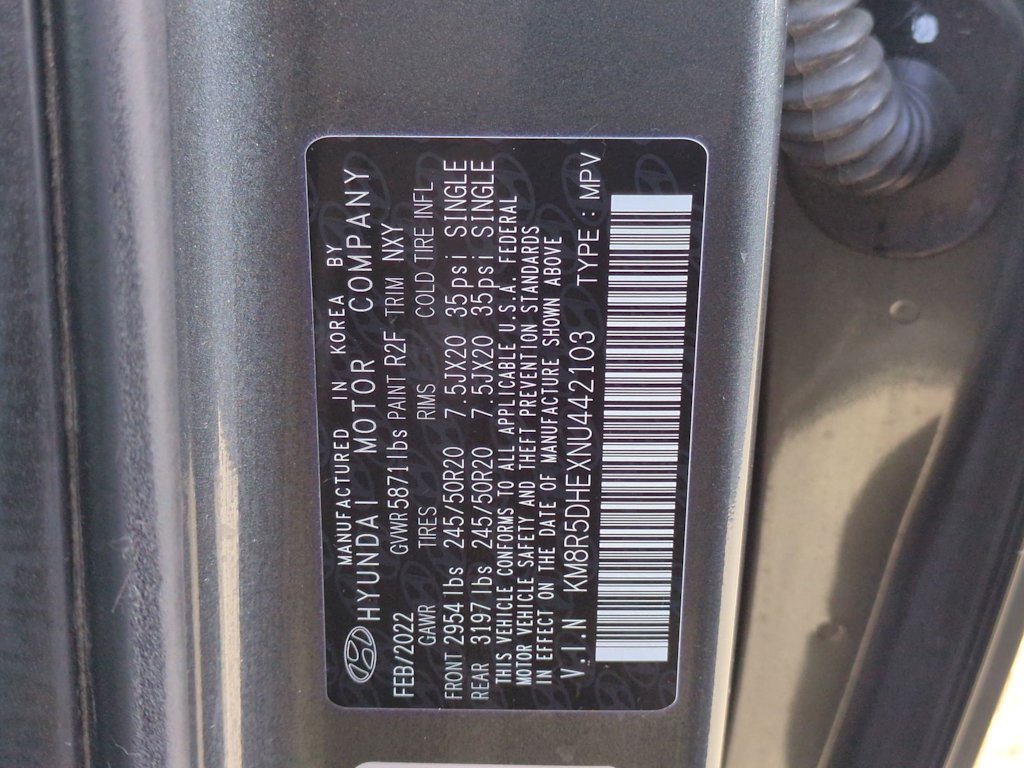 MANUFACTURED IN KOREA BY
HYUNDAI MOTOR COMPANY
FEB/2022 GVWR 5871lbs PAINT R2F TRIM NXY
GAWR TIRES RMS COLD TIRE INFL
FRONT 2954 lbs 245/50R20 7.5JX20 35psi SINGLE
REAR 3197 lbs 245/50R20 7.5JX20 35psi SINGLE
THIS VEHICLE CONFORMS TO ALL APPLICABLE U.S.A. FEDERAL
MOTOR VEHICLE SAFETY AND THEFT PREVENTION STANDARDS
IN EFFECT ON THE DATE OF MANUFACTURE SHOWN ABOVE
V.I.N KM8R5DHEXNU442103 TYPE : MPV